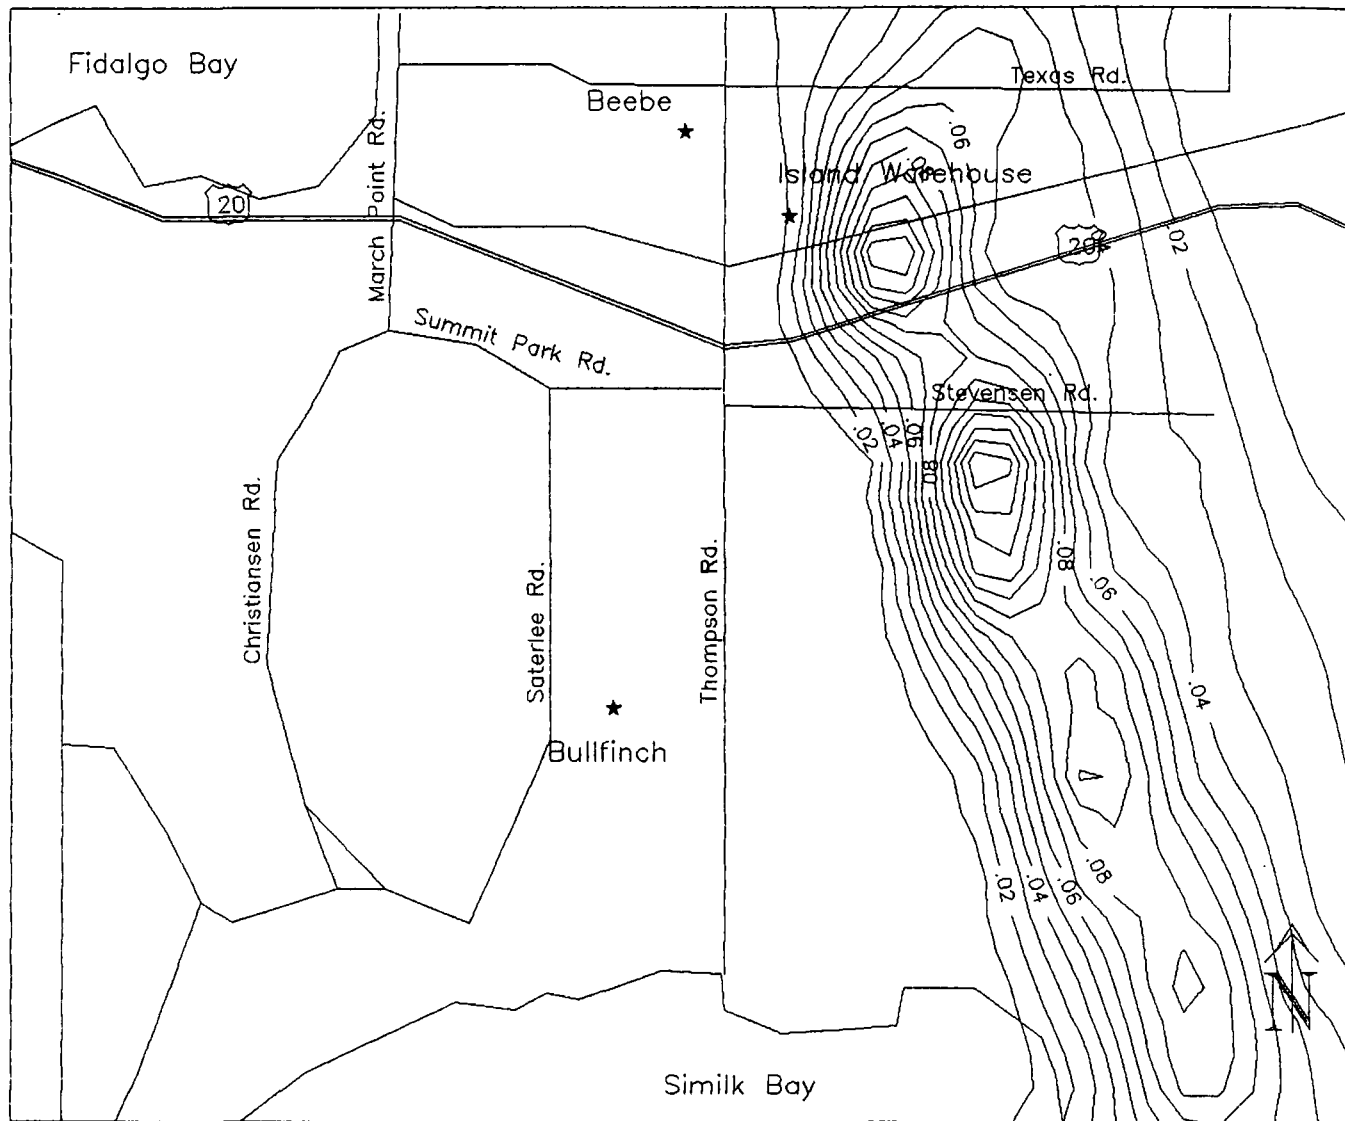 Fidalgo Bay
Texas Rd.
Beebe
.06
Island Warehouse
March Point Rd.
20
20
.02
Summit Park Rd.
Stevensen Rd.
.02
.04
.06
.08
Christiansen Rd.
Saterlee Rd.
Thompson Rd.
.08
.06
.04
Bullfinch
.02
.04
.06
.08
N
Similk Bay